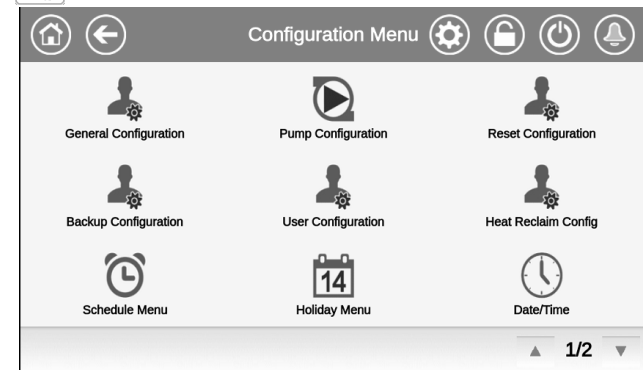 Configuration Menu
General Configuration
Pump Configuration
Reset Configuration
Backup Configuration
User Configuration
Heat Reclaim Config
14
Schedule Menu
Holiday Menu
Date/Time
1/2